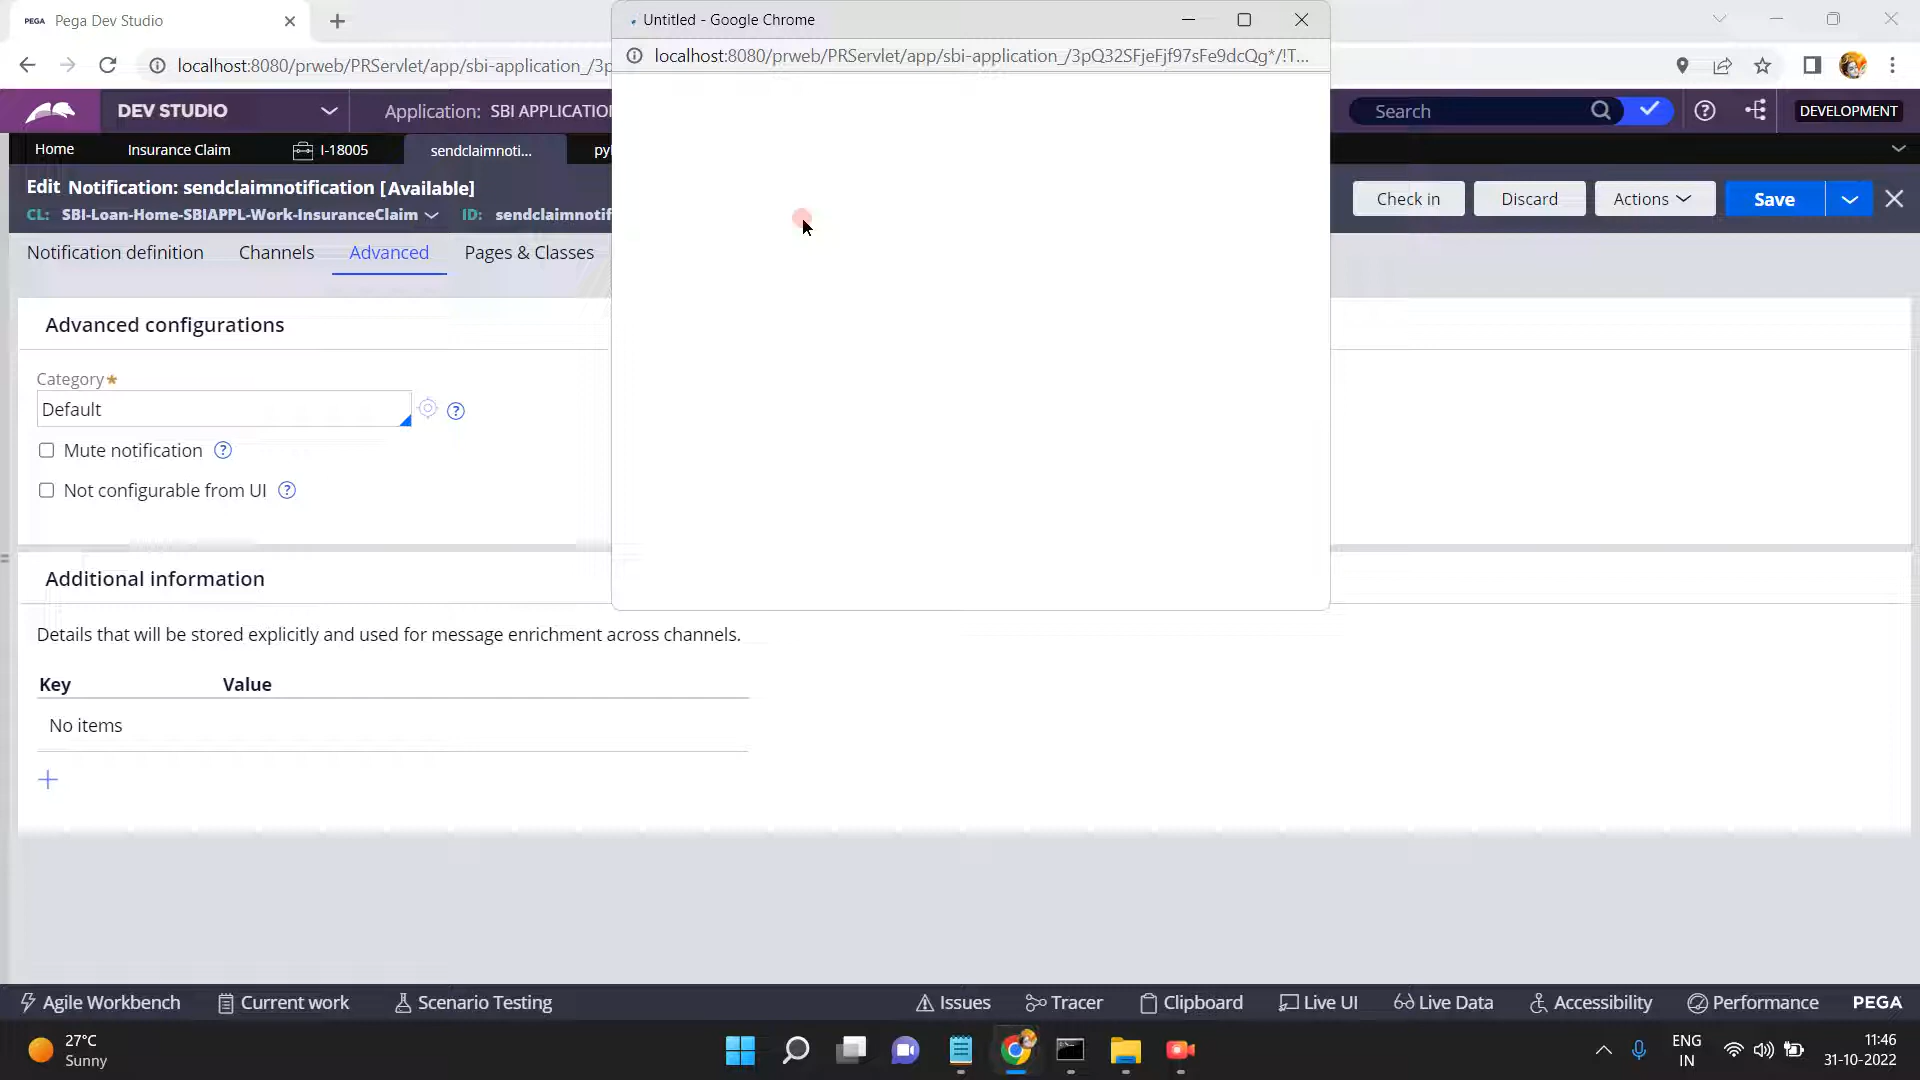 PEGA Pega Dev Studio
Untitled - Google Chrome
localhost:8080/prweb/PRServlet/app/sbi-application_/3p
localhost:8080/prweb/PRServlet/app/sbi-application_/3pQ32SFjeFjf97sFe9dcQg*/!T...
DEV STUDIO
Application: SBI APPLICATIO
Search
DEVELOPMENT
Home
Insurance Claim
I-18005
sendclaimnoti...
Edit Notification: sendclaimnotification [Available]
CL: SBI-Loan-Home-SBIAPPL-Work-InsuranceClaim ID: sendclaimnotif
Check in
Discard
Actions
Save
Notification definition
Channels
Advanced
Pages & Classes
Advanced configurations
Category*
Default
Mute notification
Not configurable from UI
Additional information
Details that will be stored explicitly and used for message enrichment across channels.
Key Value
No items
Agile Workbench
Current work
Scenario Testing
Issues
Tracer
Clipboard
Live UI
Live Data
Accessibility
Performance
PEGA
27°C
Sunny
ENG
IN
11:46
31-10-2022